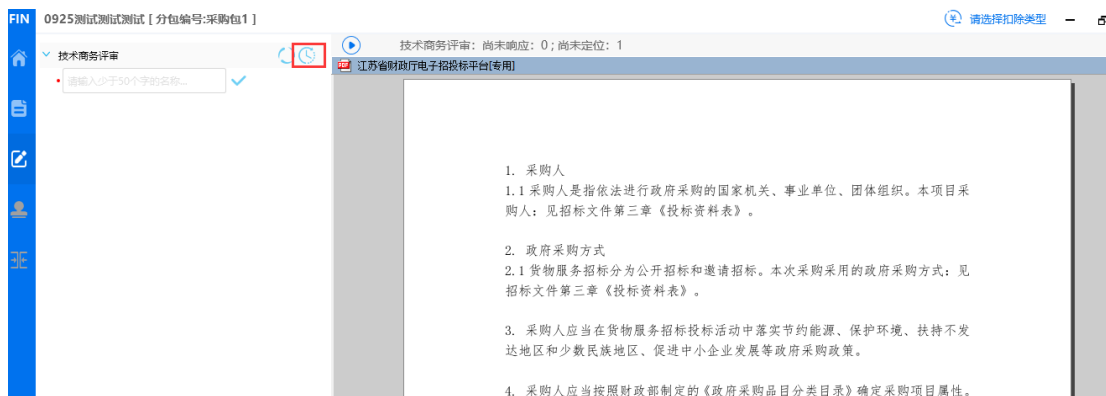 FIN
0925测试测试测试 [ 分包编号:采购包1 ]
请选择扣除类型
技术商务评审
请输入少于50个字的名称...
技术商务评审：尚未响应：0；尚未定位：1
江苏省财政厅电子招投标平台[专用]
1. 采购人
1.1 采购人是指依法进行政府采购的国家机关、事业单位、团体组织。本项目采
购人：见招标文件第三章《投标资料表》。
2. 政府采购方式
2.1 货物服务招标分为公开招标和邀请招标。本次采购采用的政府采购方式：见
招标文件第三章《投标资料表》。
3. 采购人应当在货物服务招标投标活动中落实节约能源、保护环境、扶持不发
达地区和少数民族地区、促进中小企业发展等政府采购政策。
4. 采购人应当按照财政部制定的《政府采购品目分类目录》确定采购项目属性。